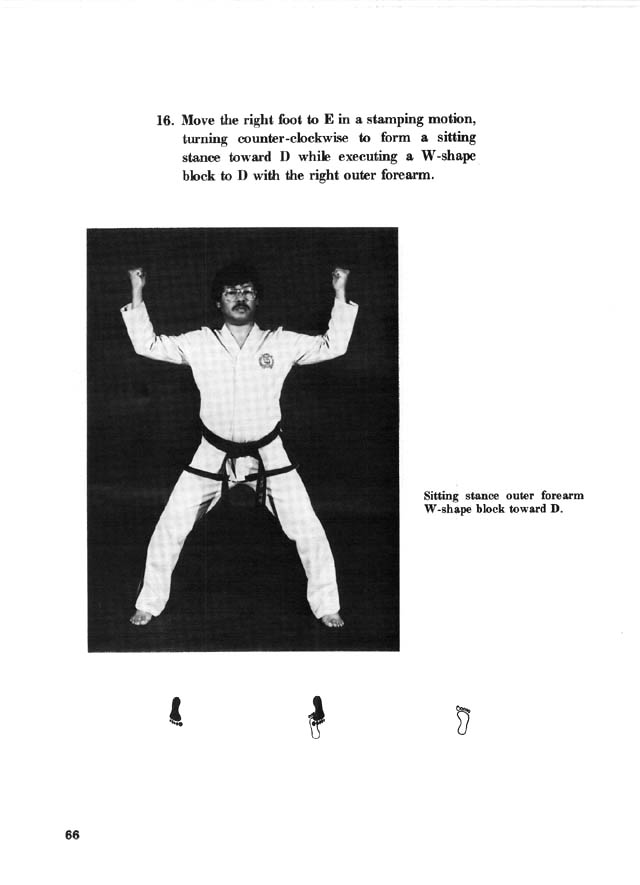 16. Move the right foot to E in a stamping motion,
turning counter-clockwise to form a sitting
stance toward D while executing a W-shape
block to D with the right outer forearm.
Sitting stance outer forearm
W-shape block toward D.
66